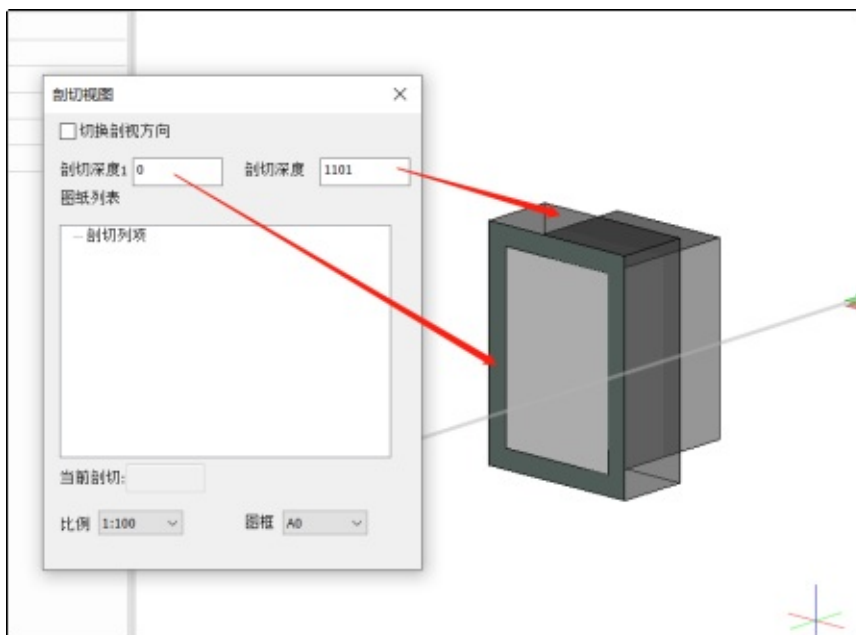 剖切视图
切换剖视方向
剖切深度1 0 剖切深度 1101
图纸列表
剖切列项
当前剖切:
比例 1:100 图框 A0